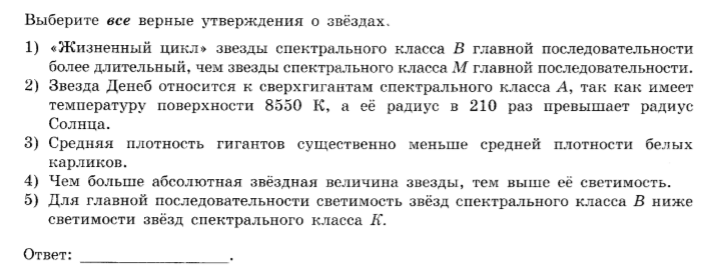 Выберите все верные утверждения о звёздах.
1) «Жизненный цикл» звезды спектрального класса B главной последовательности
более длительный, чем звезды спектрального класса M главной последовательности.
2) Звезда Денеб относится к сверхгигантам спектрального класса A, так как имеет
температуру поверхности 8550 К, а её радиус в 210 раз превышает радиус
Солнца.
3) Средняя плотность гигантов существенно меньше средней плотности белых
карликов.
4) Чем больше абсолютная звёздная величина звезды, тем выше её светимость.
5) Для главной последовательности светимость звёзд спектрального класса B ниже
светимости звёзд спектрального класса K.
Ответ: ____________________.